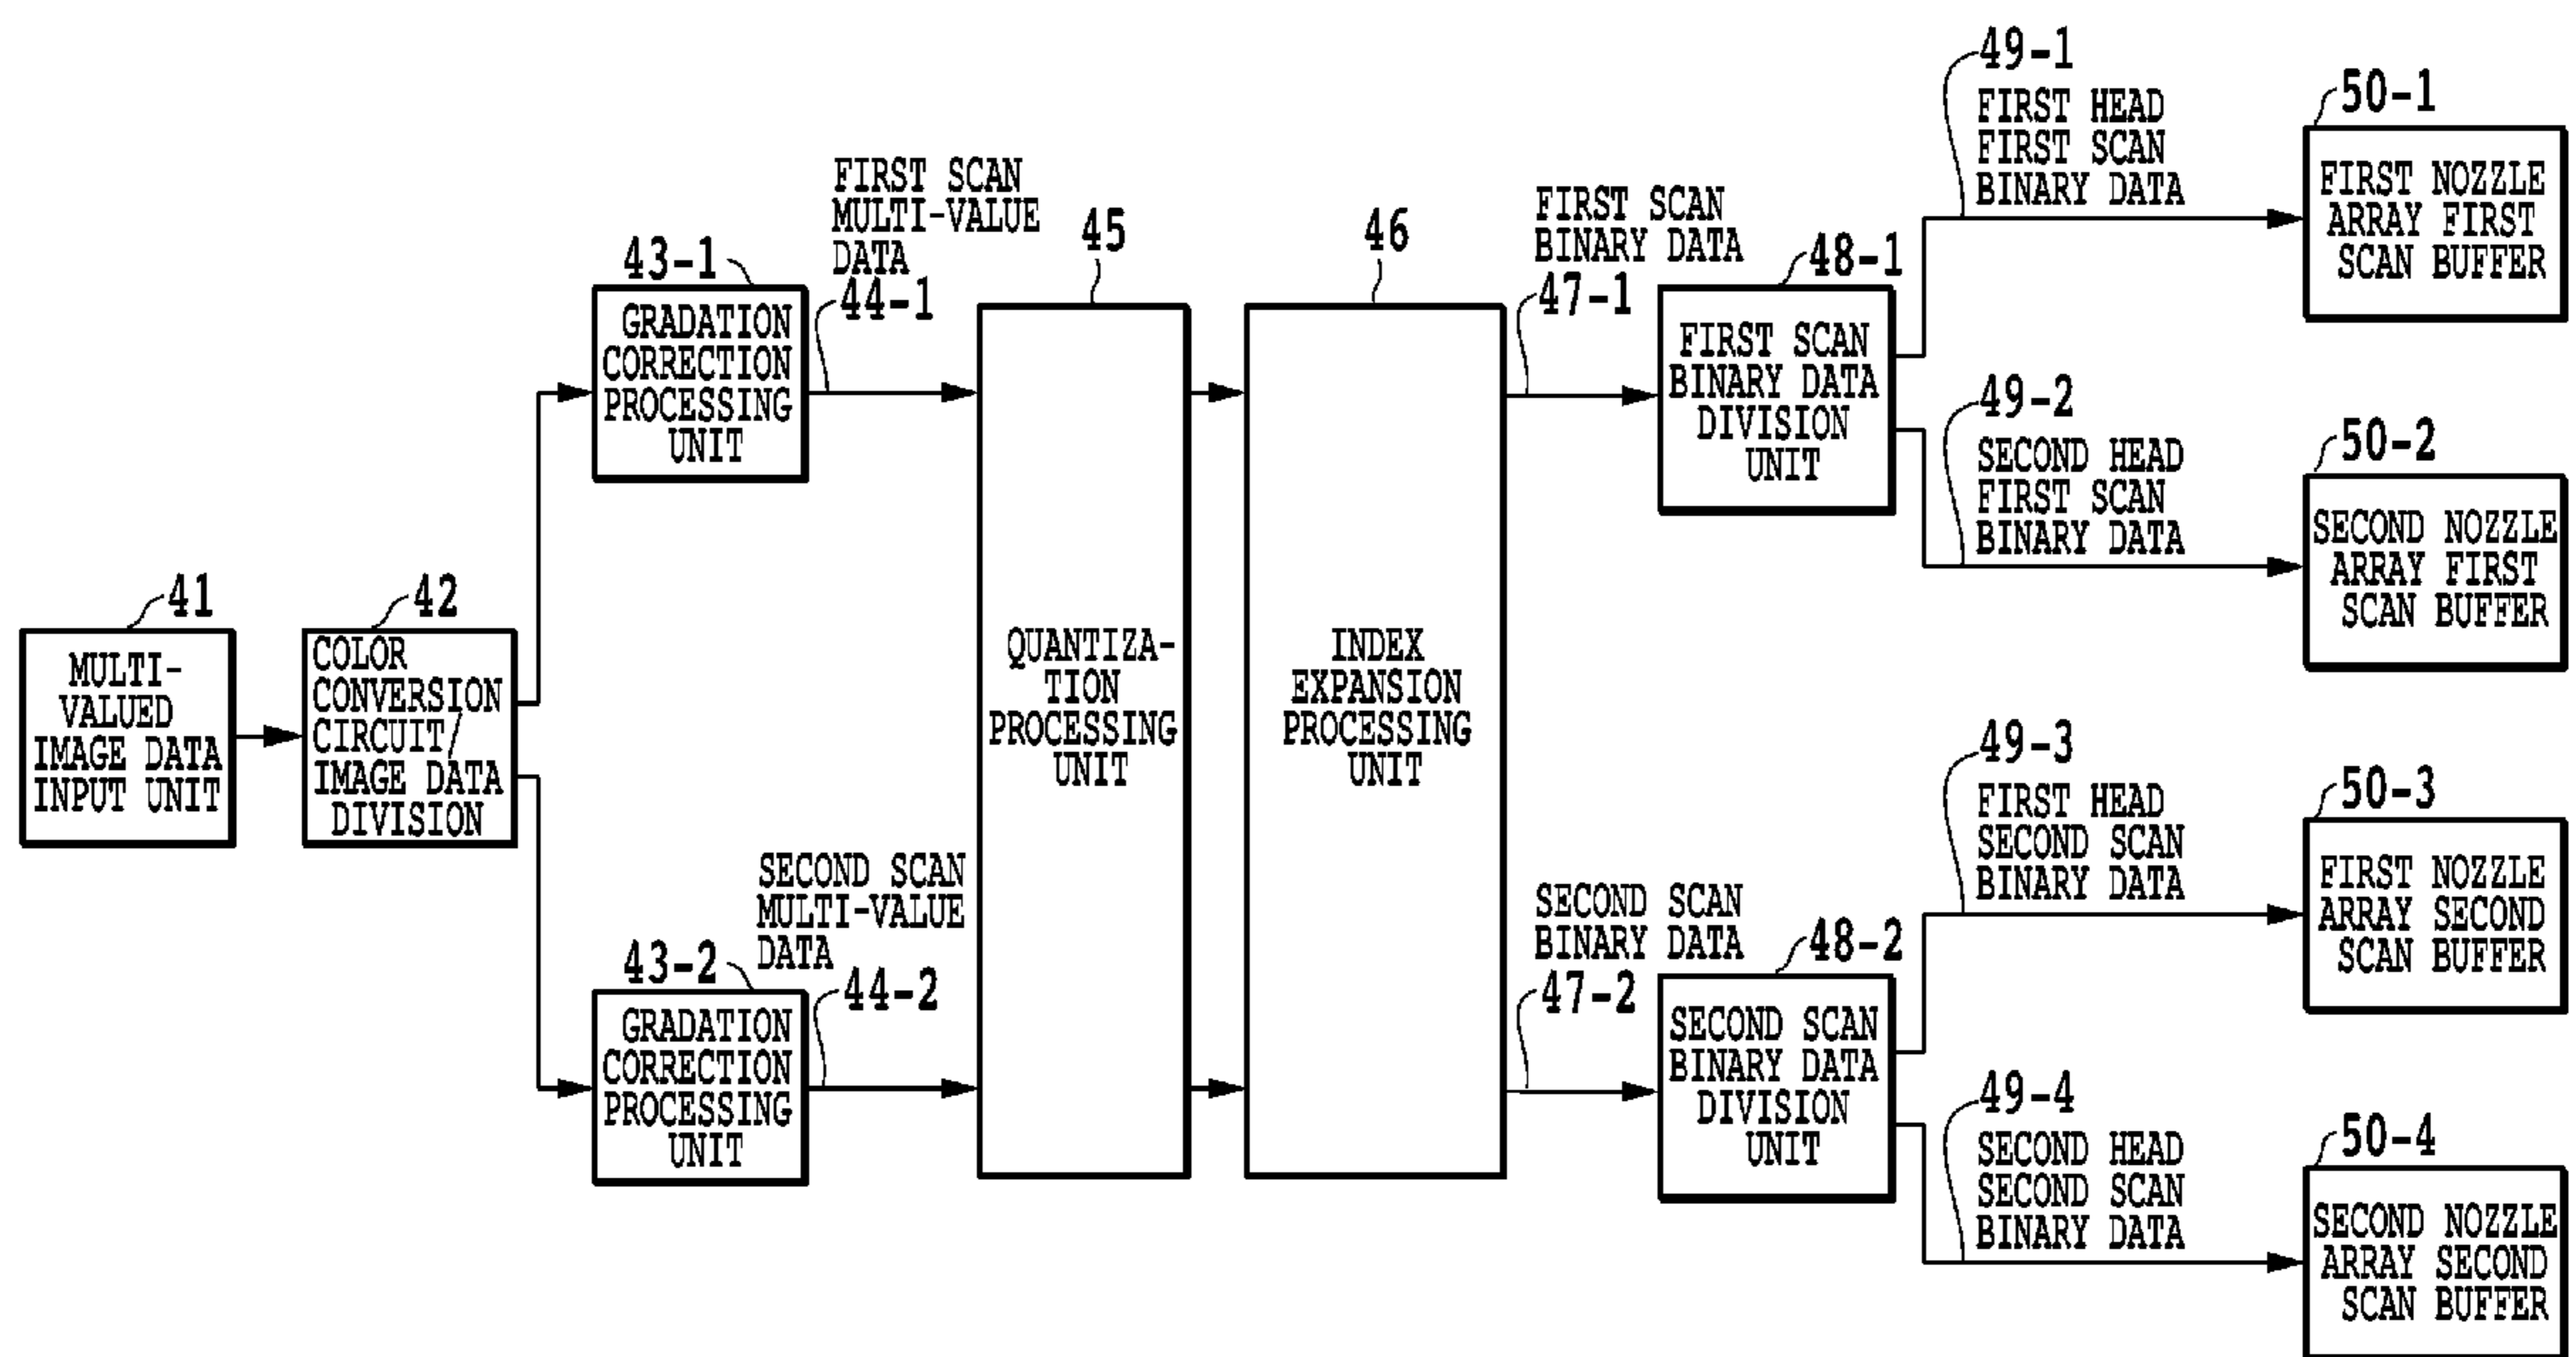 41
MULTI-
VALUED
IMAGE DATA
INPUT UNIT
42
COLOR
CONVERSION
CIRCUIT/
IMAGE DATA
DIVISION
43-1
GRADATION
CORRECTION
PROCESSING
UNIT
FIRST SCAN
MULTI-VALUE
DATA
44-1
43-2
GRADATION
CORRECTION
PROCESSING
UNIT
SECOND SCAN
MULTI-VALUE
DATA
44-2
45
QUANTIZA-
TION
PROCESSING
UNIT
46
INDEX
EXPANSION
PROCESSING
UNIT
FIRST SCAN
BINARY DATA
47-1
48-1
FIRST SCAN
BINARY DATA
DIVISION
UNIT
SECOND SCAN
BINARY DATA
47-2
48-2
SECOND SCAN
BINARY DATA
DIVISION
UNIT
49-1
FIRST HEAD
FIRST SCAN
BINARY DATA
50-1
FIRST NOZZLE
ARRAY FIRST
SCAN BUFFER
49-2
SECOND HEAD
FIRST SCAN
BINARY DATA
50-2
SECOND NOZZLE
ARRAY FIRST
SCAN BUFFER
49-3
FIRST HEAD
SECOND SCAN
BINARY DATA
50-3
FIRST NOZZLE
ARRAY SECOND
SCAN BUFFER
49-4
SECOND HEAD
SECOND SCAN
BINARY DATA
50-4
SECOND NOZZLE
ARRAY SECOND
SCAN BUFFER